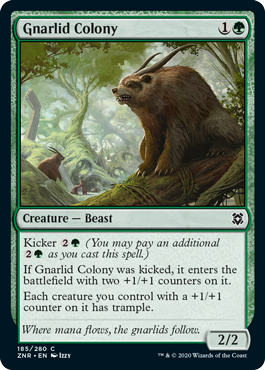 Gnarlid Colony 1
Creature — Beast
Kicker 2 (You may pay an additional
2 as you cast this spell.)
If Gnarlid Colony was kicked, it enters the
battlefield with two +1/+1 counters on it.
Each creature you control with a +1/+1
counter on it has trample.
Where mana flows, the gnarlids follow.
2/2
185/280 C
ZNR • EN Izzy
™ & © 2020 Wizards of the Coast